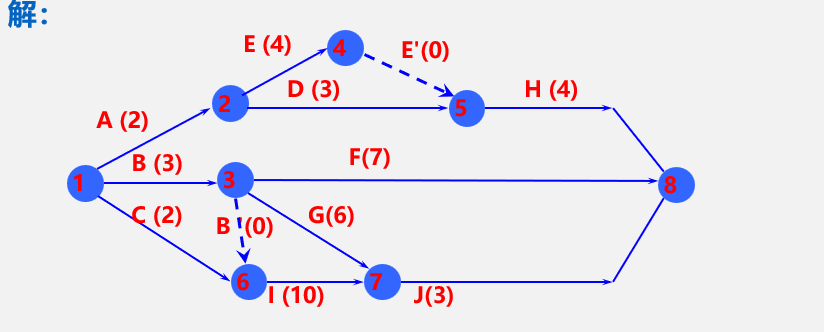 解：
E (4)
4
E'(0)
2
D (3)
5
H (4)
A (2)
B (3)
F(7)
1
3
8
C (2)
B'(0)
G(6)
6
I (10)
7
J(3)